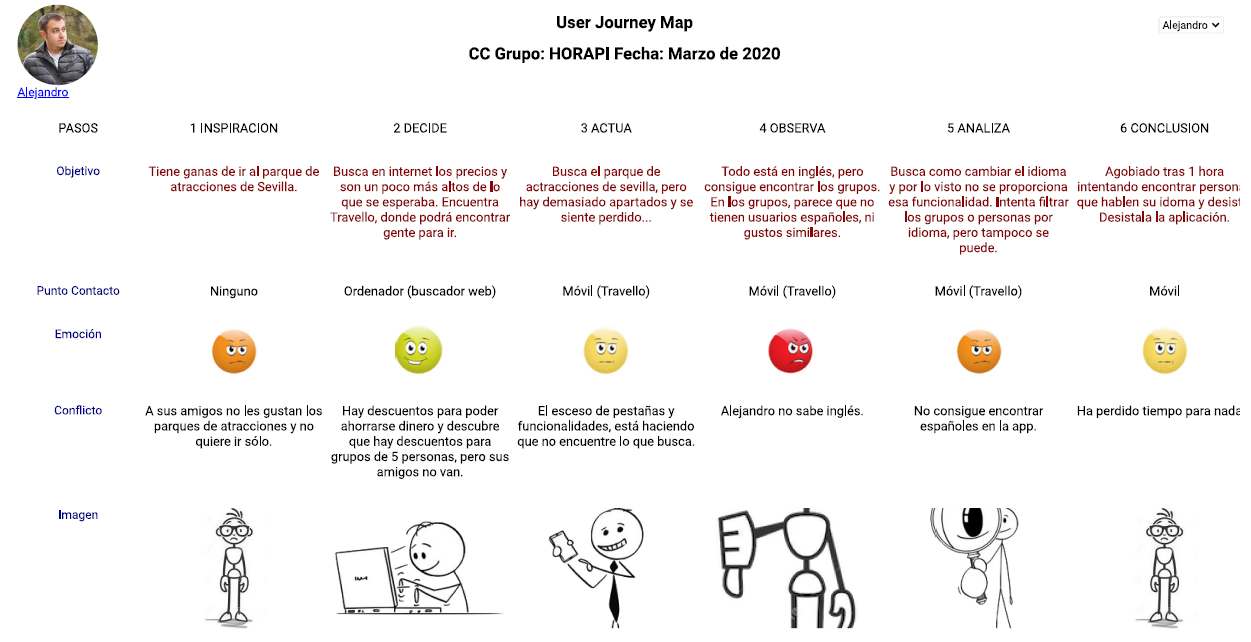 User Journey Map
Alejandro
CC Grupo: HORAPI Fecha: Marzo de 2020
Alejandro
PASOS
1 INSPIRACION
2 DECIDE
3 ACTUA
4 OBSERVA
5 ANALIZA
6 CONCLUSION
Objetivo
Tiene ganas de ir al parque de
atracciones de Sevilla.
Busca en internet los precios y
son un poco más altos de lo
que se esperaba. Encuentra
Travello, donde podrá encontrar
gente para ir.
Busca el parque de
actracciones de sevilla, pero
hay demasiado apartados y se
siente perdido...
Todo está en inglés, pero
consigue encontrar los grupos.
En los grupos, parece que no
tienen usuarios españoles, ni
gustos similares.
Busca como cambiar el idioma
y por lo visto no se proporciona
esa funcionalidad. Intenta filtrar
los grupos o personas por
idioma, pero tampoco se
puede.
Agobiado tras 1 hora
intentando encontrar person
que hablen su idoma y desist
Desistala la aplicación.
Punto Contacto
Ninguno
Ordenador (buscador web)
Móvil (Travello)
Móvil (Travello)
Móvil (Travello)
Móvil
Emoción
Conflicto
A sus amigos no les gustan los
parques de atracciones y no
quiere ir sólo.
Hay descuentos para poder
ahorrarse dinero y descubre
que hay descuentos para
grupos de 5 personas, pero sus
amigos no van.
El esceso de pestañas y
funcionalidades, está haciendo
que no encuentre lo que busca.
Alejandro no sabe inglés.
No consigue encontrar
españoles en la app.
Ha perdido tiempo para nada
Imagen